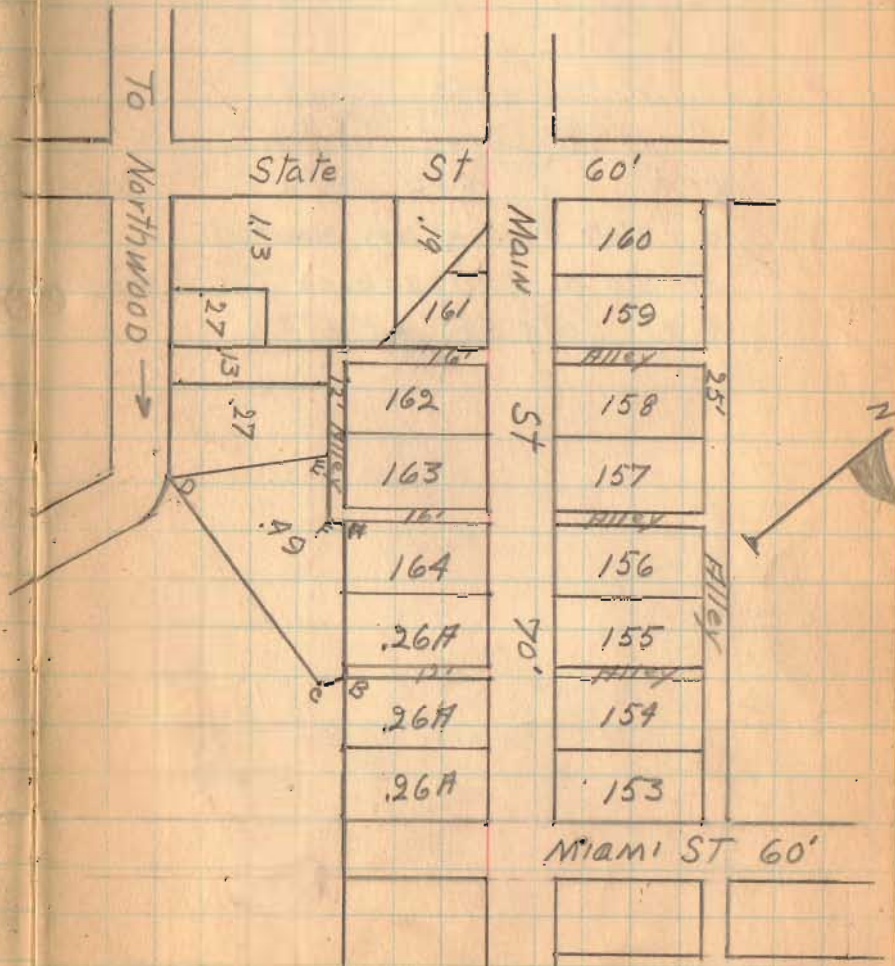 To Northwood →
State St 60'
Main St 70'
1.13
.19
160
.27
161
159
16'
Alley
.13
12' Alley
162
158
25'
N
.27
163
157
E
D
16'
Alley
F
A
A
164
156
Alley
.26A
155
12'
Alley
C
B
.26A
154
.26A
153
Miami ST 60'